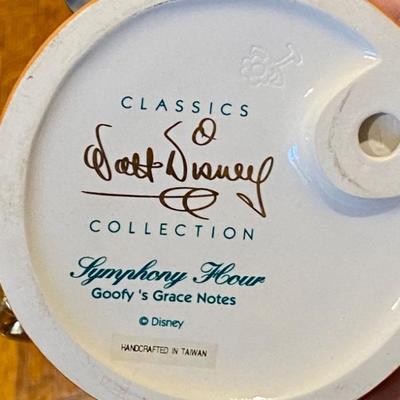 CLASSICS
Walt Disney
COLLECTION
Symphony Hour
Goofy 's Grace Notes
© Disney
HANDCRAFTED IN TAIWAN